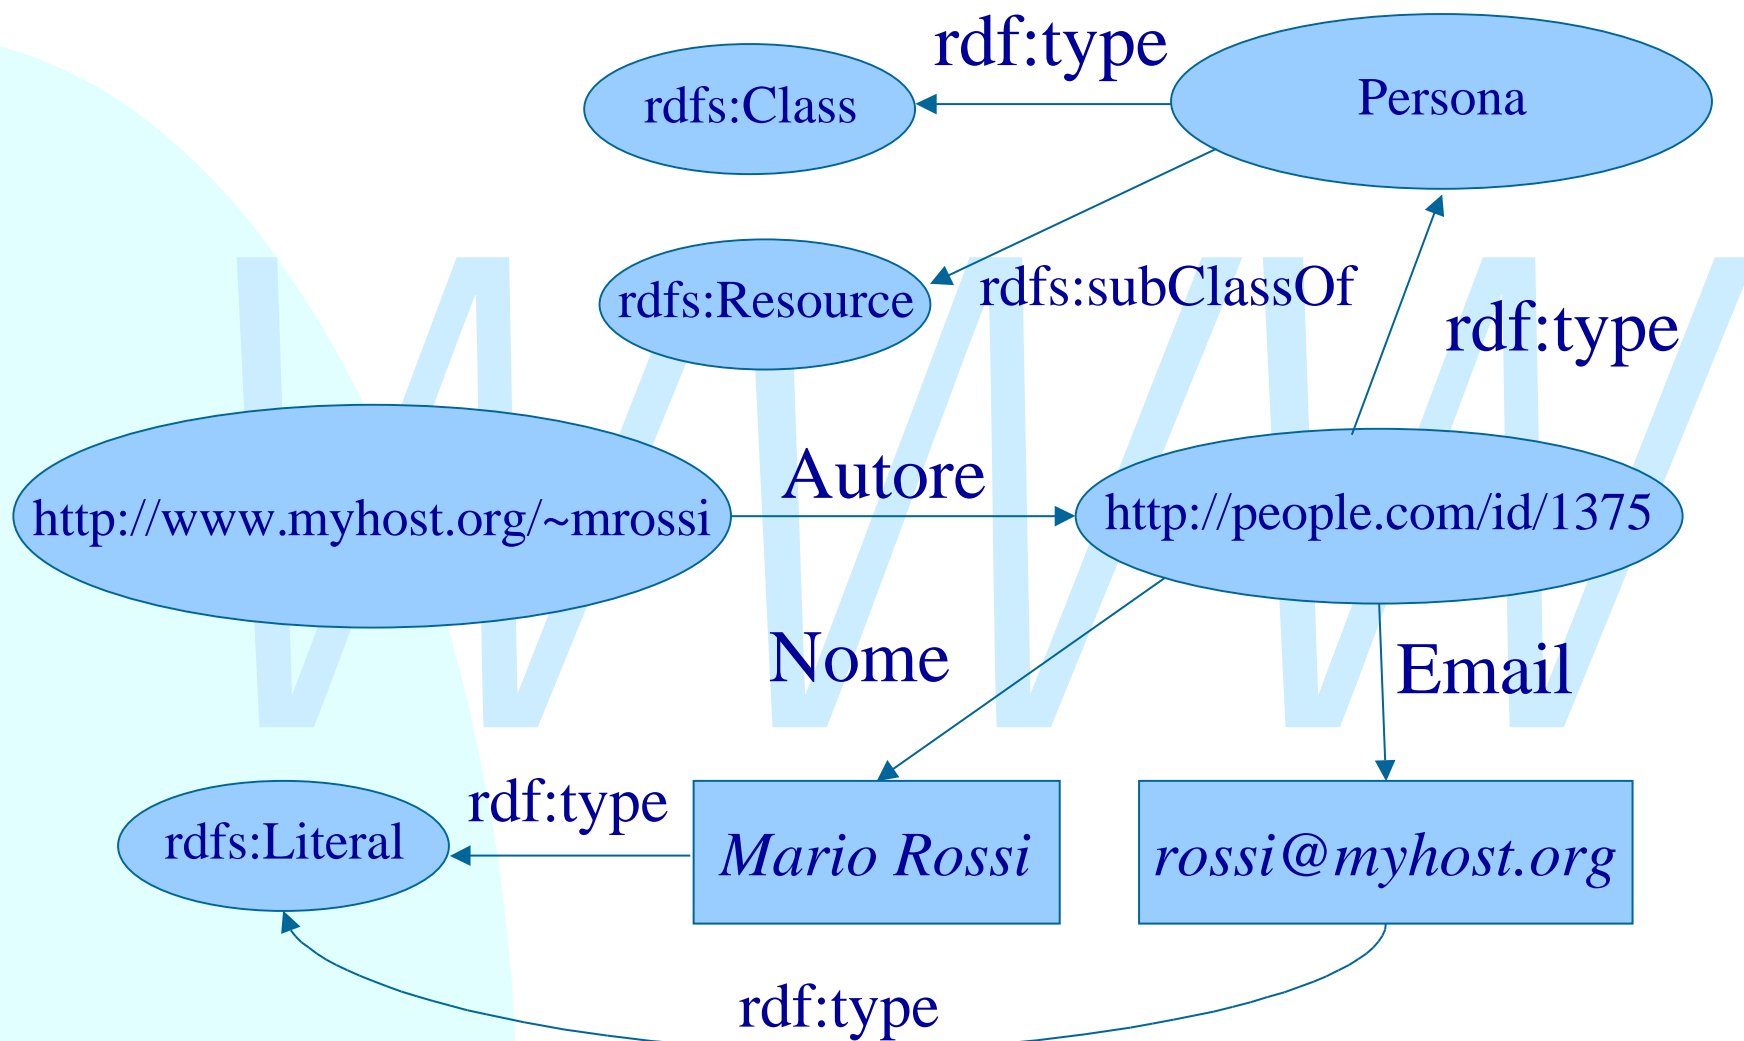 rdf:type
rdfs:Class
Persona
rdfs:Resource
rdfs:subClassOf
rdf:type
http://www.myhost.org/~mrossi
Autore
http://people.com/id/1375
Nome
Email
rdfs:Literal
rdf:type
Mario Rossi
rossi@myhost.org
rdf:type
WWW